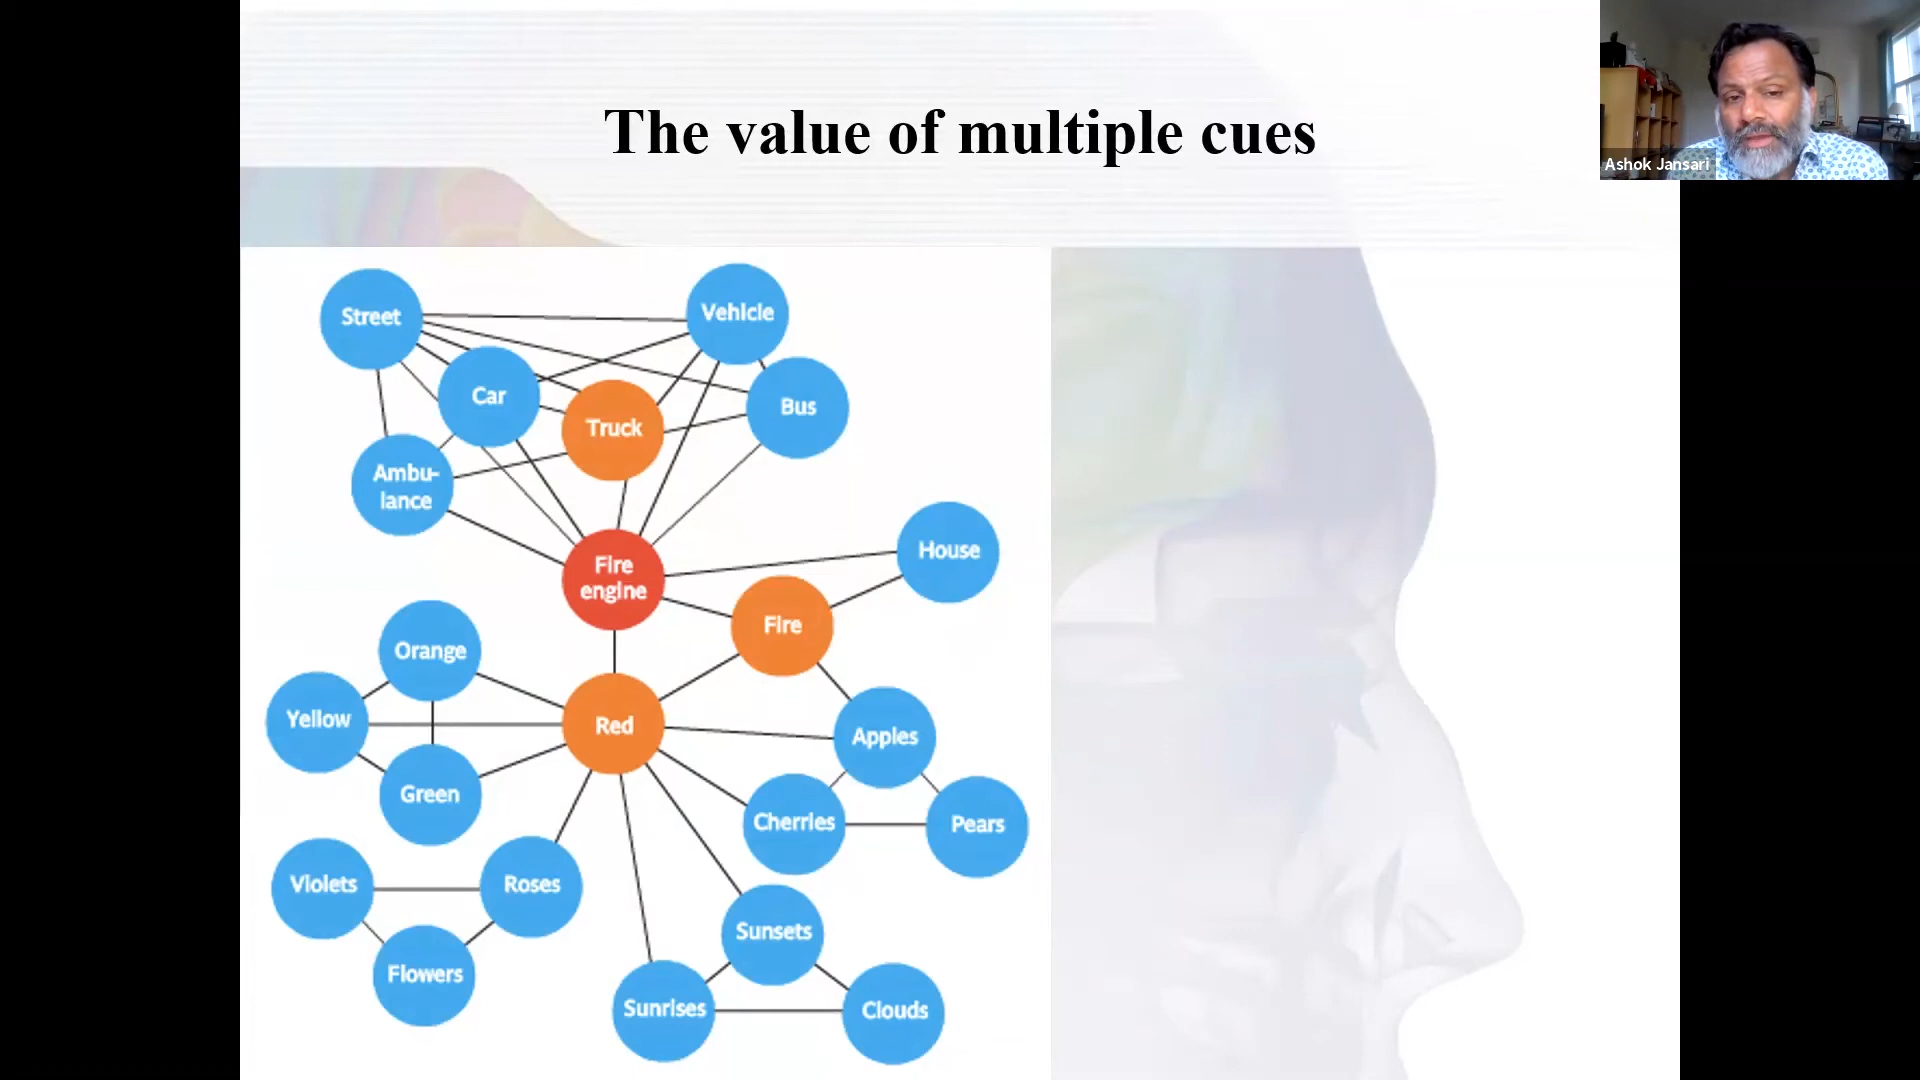 The value of multiple cues
Ashok Jansari
Street
Vehicle
Car
Truck
Bus
Ambu-
lance
Fire
engine
House
Fire
Orange
Yellow
Red
Apples
Green
Cherries
Pears
Violets
Roses
Sunsets
Flowers
Sunrises
Clouds